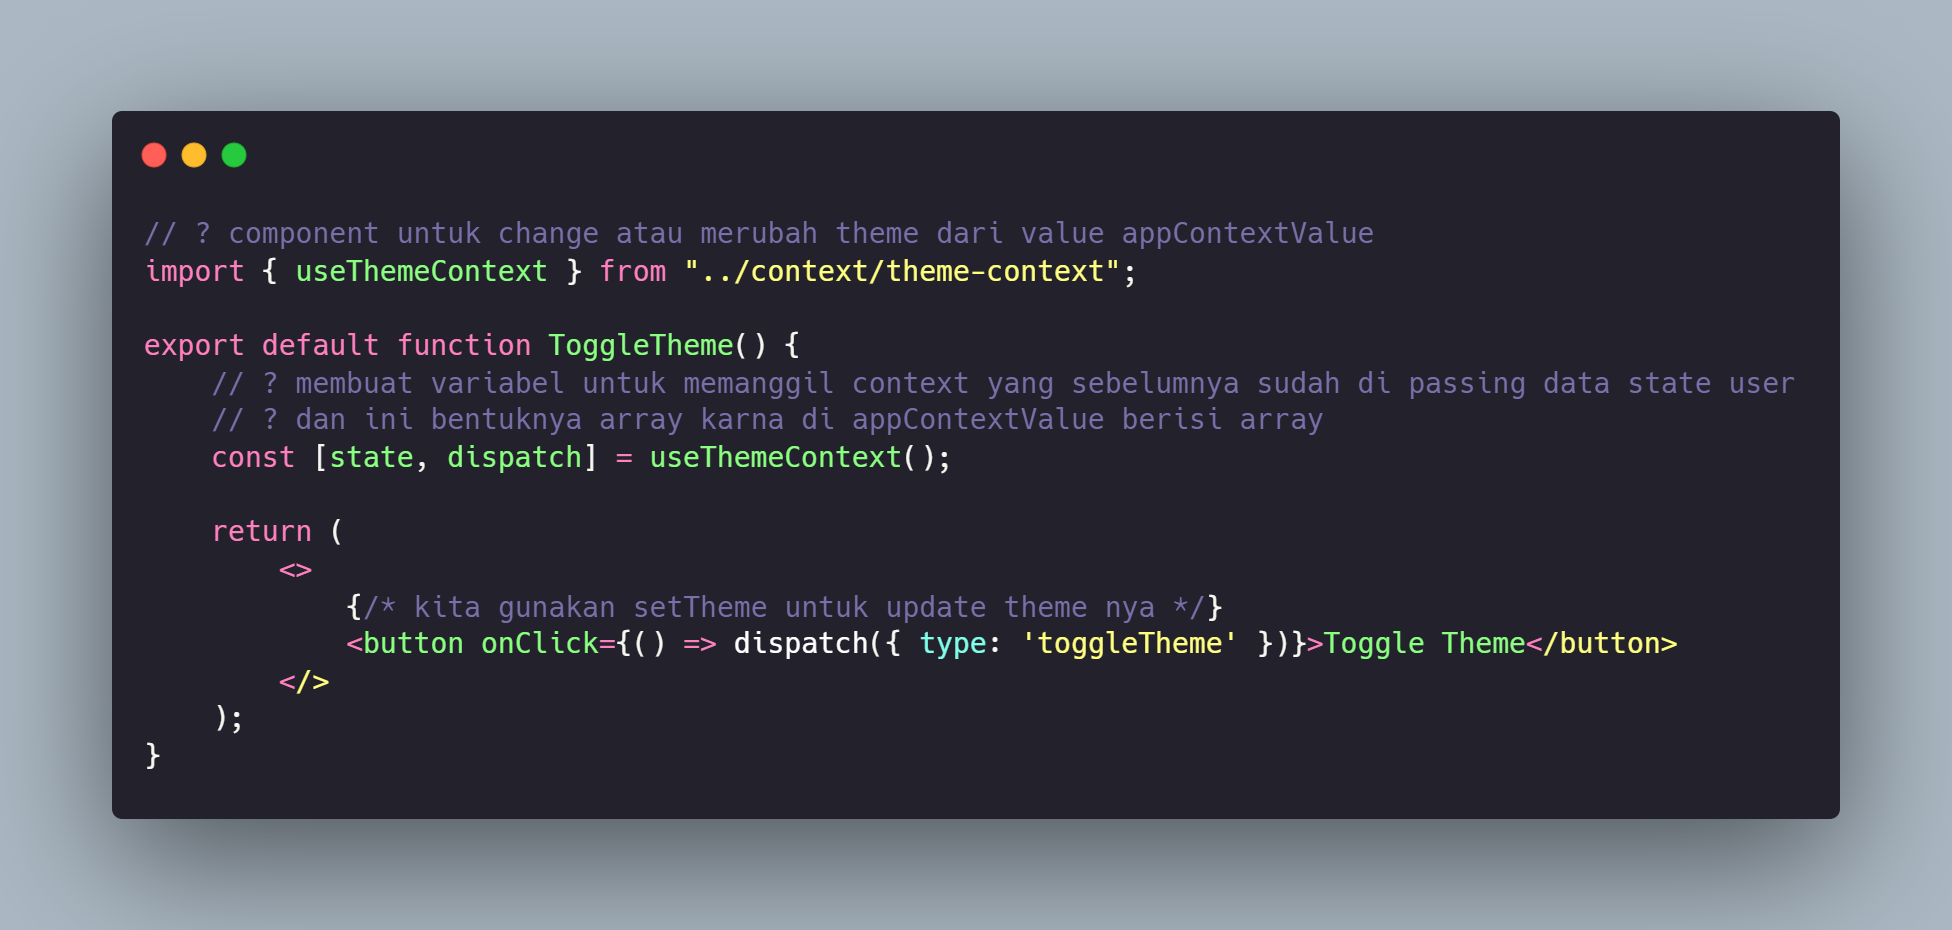 // ? component untuk change atau merubah theme dari value appContextValue
import { useThemeContext } from "../context/theme-context";
export default function ToggleTheme() {
// ? membuat variabel untuk memanggil context yang sebelumnya sudah di passing data state user
// ? dan ini bentuknya array karna di appContextValue berisi array
const [state, dispatch] = useThemeContext();
return (
<>
{/* kita gunakan setTheme untuk update theme nya */}
<button onClick={() => dispatch({ type: 'toggleTheme' })}>Toggle Theme</button>
</>
);
}